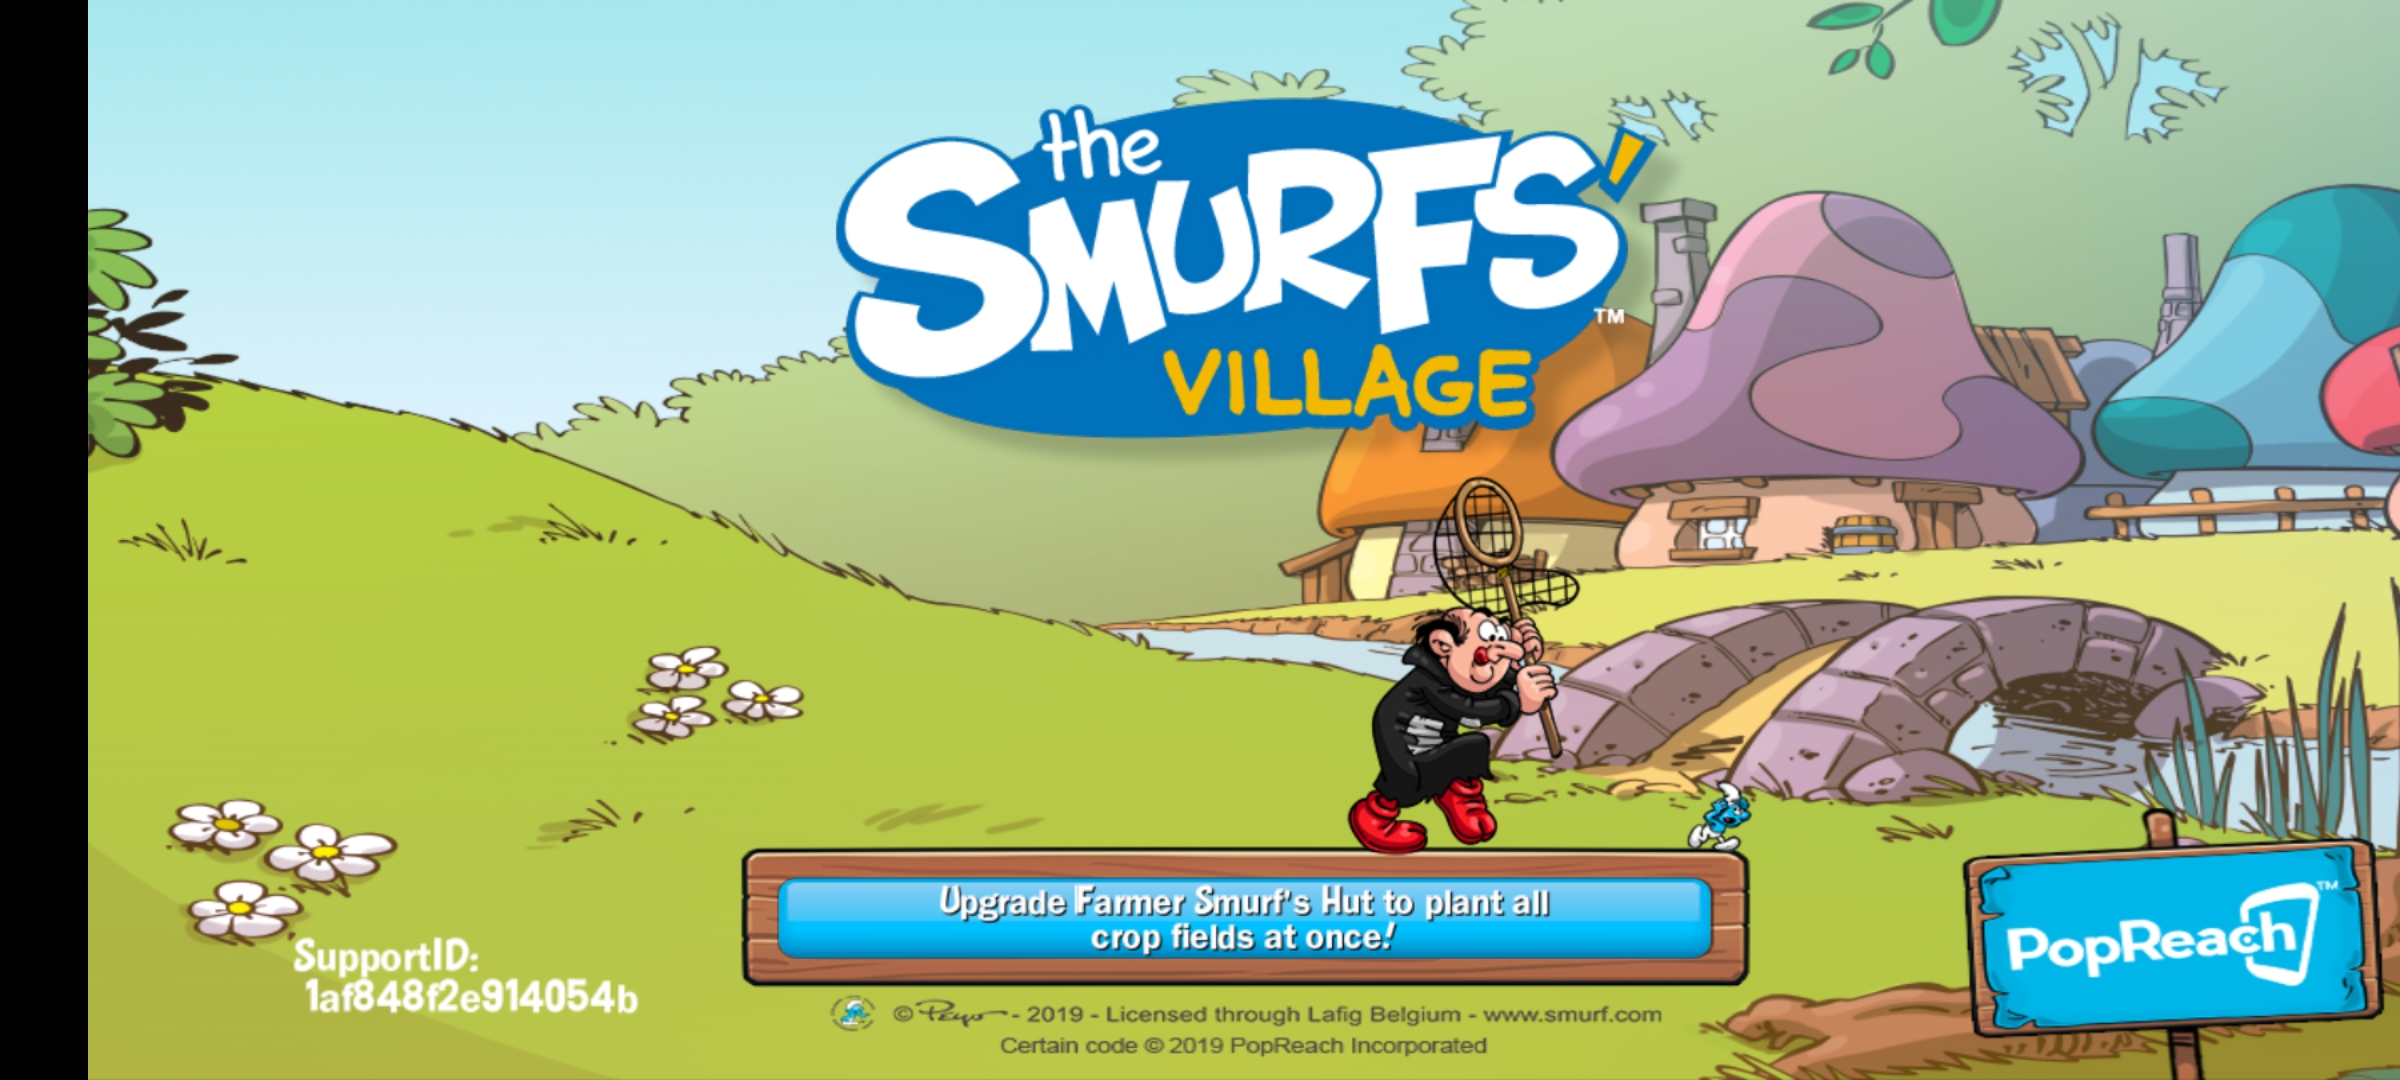 the
SMURFS'
TM
VILLAGE
Upgrade Farmer Smurf's Hut to plant all
crop fields at once!
SupportID:
1af848f2e914054b
PopReach
TM
© Peyo - 2019 - Licensed through Lafig Belgium - www.smurf.com
Certain code © 2019 PopReach Incorporated